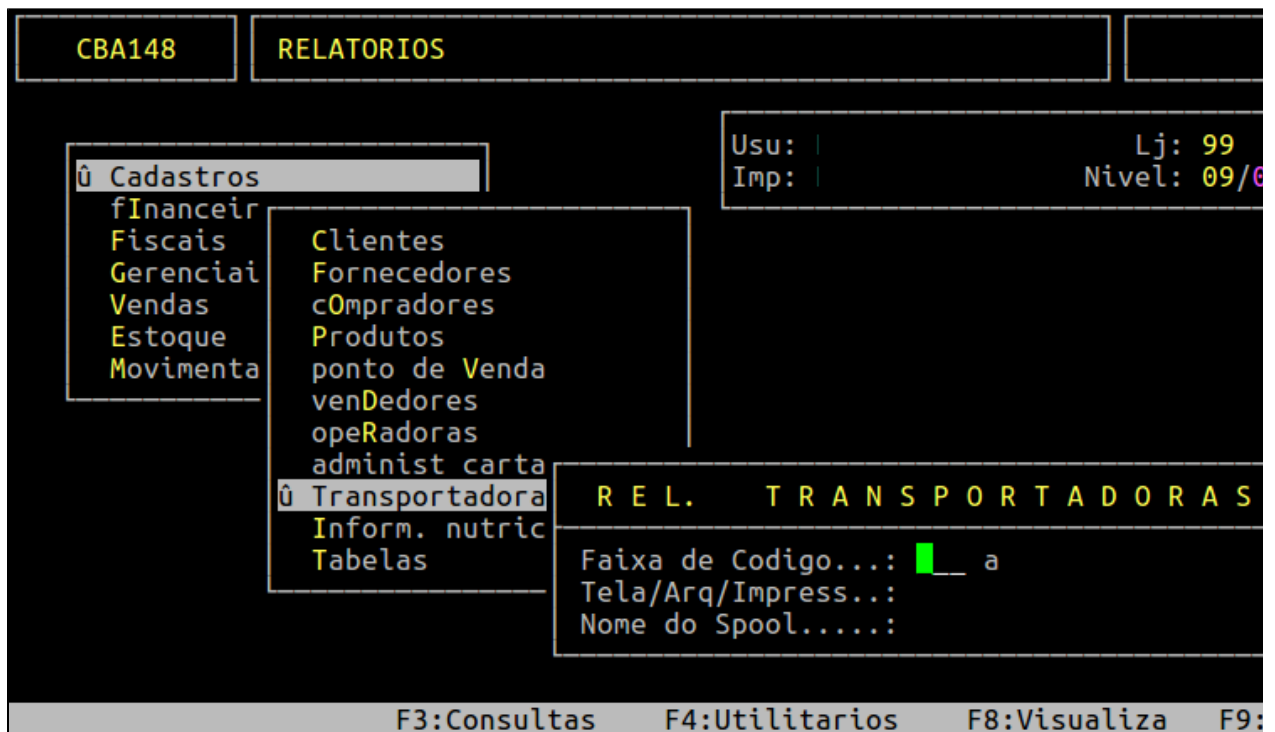 CBA148 RELATORIOS
Usu: Lj: 99
Imp: Nivel: 09/0
û Cadastros
fInanceir
Fiscais
Gerenciai
Vendas
Estoque
Movimenta
Clientes
Fornecedores
cOmpradores
Produtos
ponto de Venda
venDedores
opeRadoras
administ carta
û Transportadora
Inform. nutric
Tabelas
R E L. T R A N S P O R T A D O R A S
Faixa de Codigo...: __ a
Tela/Arq/Impress..:
Nome do Spool.....:
F3:Consultas F4:Utilitarios F8:Visualiza F9: